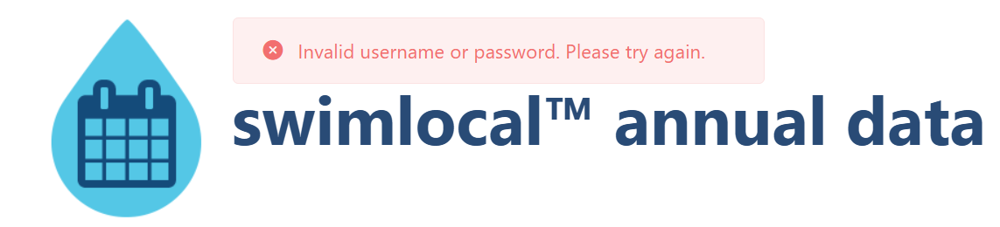 Invalid username or password. Please try again.
swimlocal™ annual data